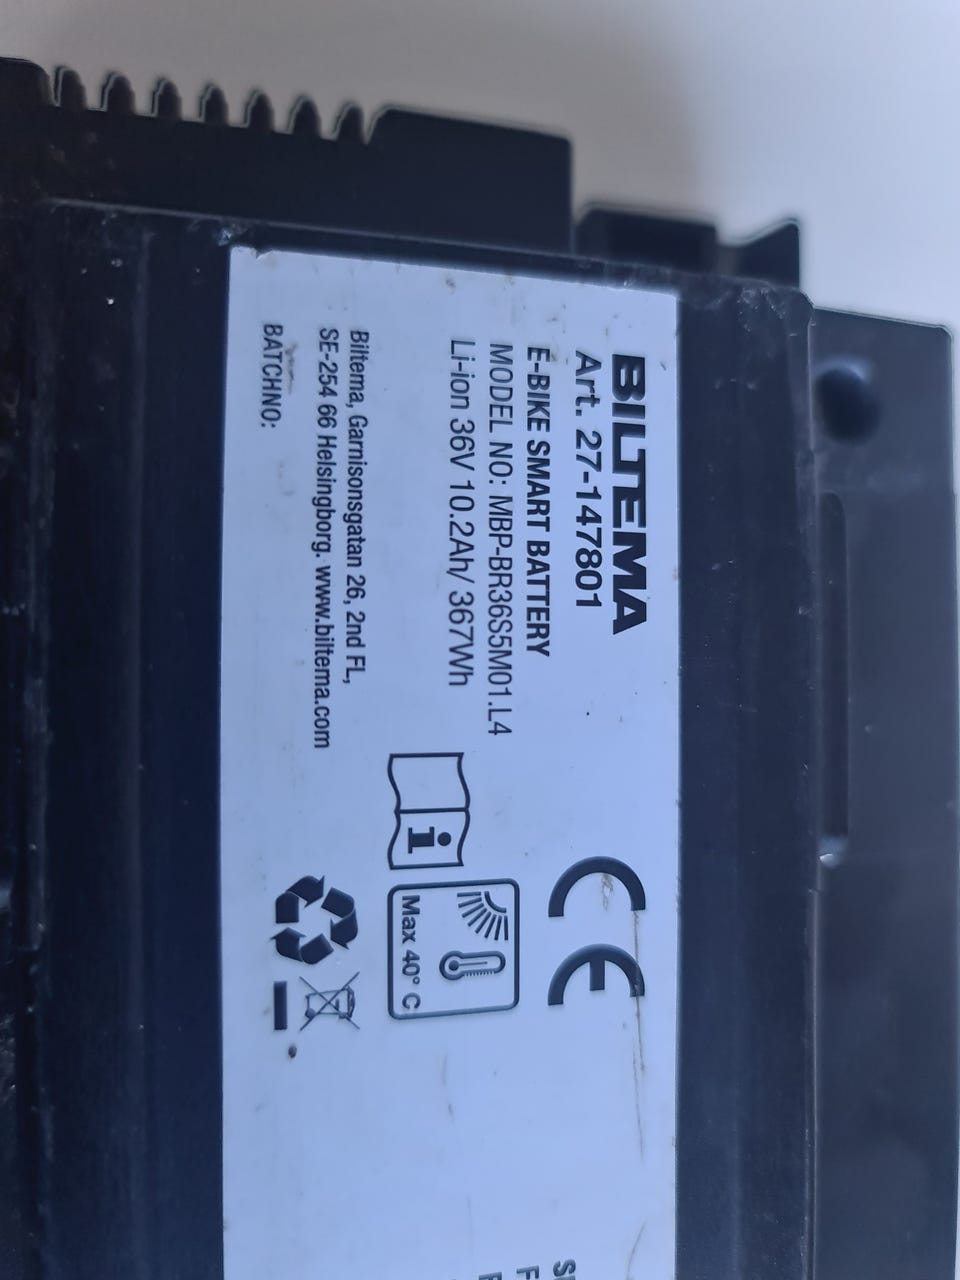 BILTEMA
Art. 27-147801
E-BIKE SMART BATTERY
MODEL NO: MBP-BR36S5M01.L4
Li-ion 36V 10.2Ah/ 367Wh
Biltema, Garnisonsgatan 26, 2nd FL,
SE-254 66 Helsingborg. www.biltema.com
BATCHNO:
CE
i
Max 40° C